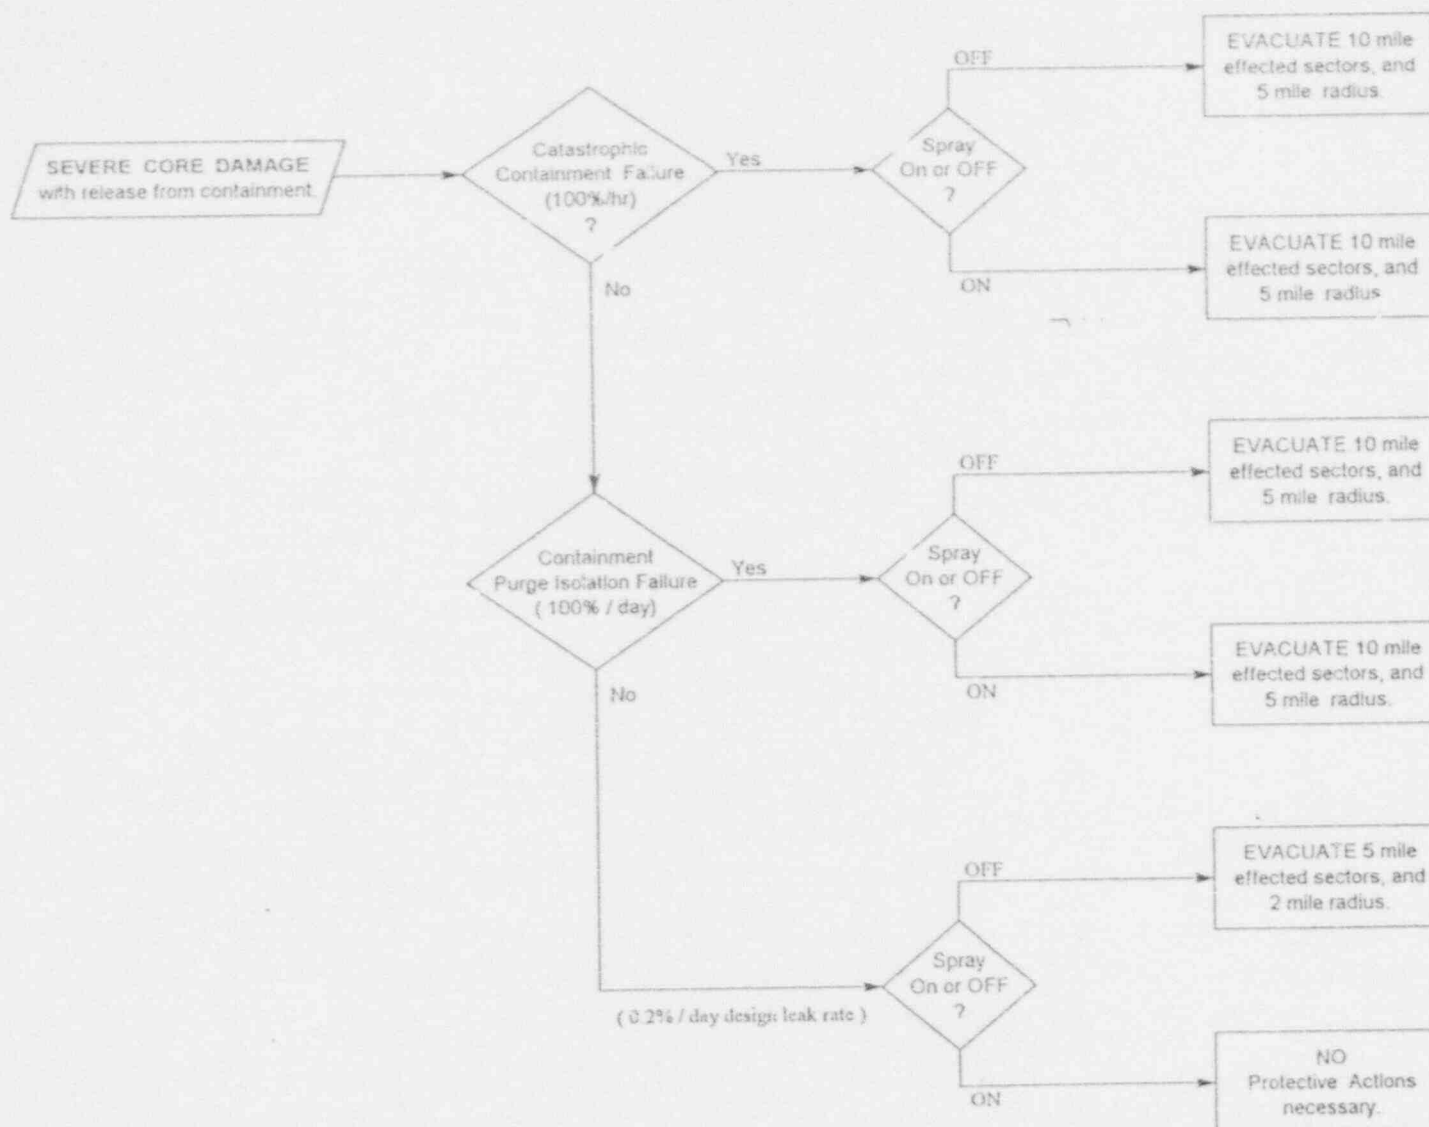 SEVERE CORE DAMAGE
with release from containment.
Catastrophic
Containment Failure
(100%/hr)
?
Yes
No
Spray
On or OFF
?
OFF
EVACUATE 10 mile
effected sectors, and
5 mile radius.
ON
EVACUATE 10 mile
effected sectors, and
5 mile radius
Containment
Purge Isolation Failure
( 100% / day)
Yes
No
Spray
On or OFF
?
OFF
EVACUATE 10 mile
effected sectors, and
5 mile radius.
ON
EVACUATE 10 mile
effected sectors, and
5 mile radius.
( 0.2% / day design leak rate )
Spray
On or OFF
?
OFF
EVACUATE 5 mile
effected sectors, and
2 mile radius.
ON
NO
Protective Actions
necessary.